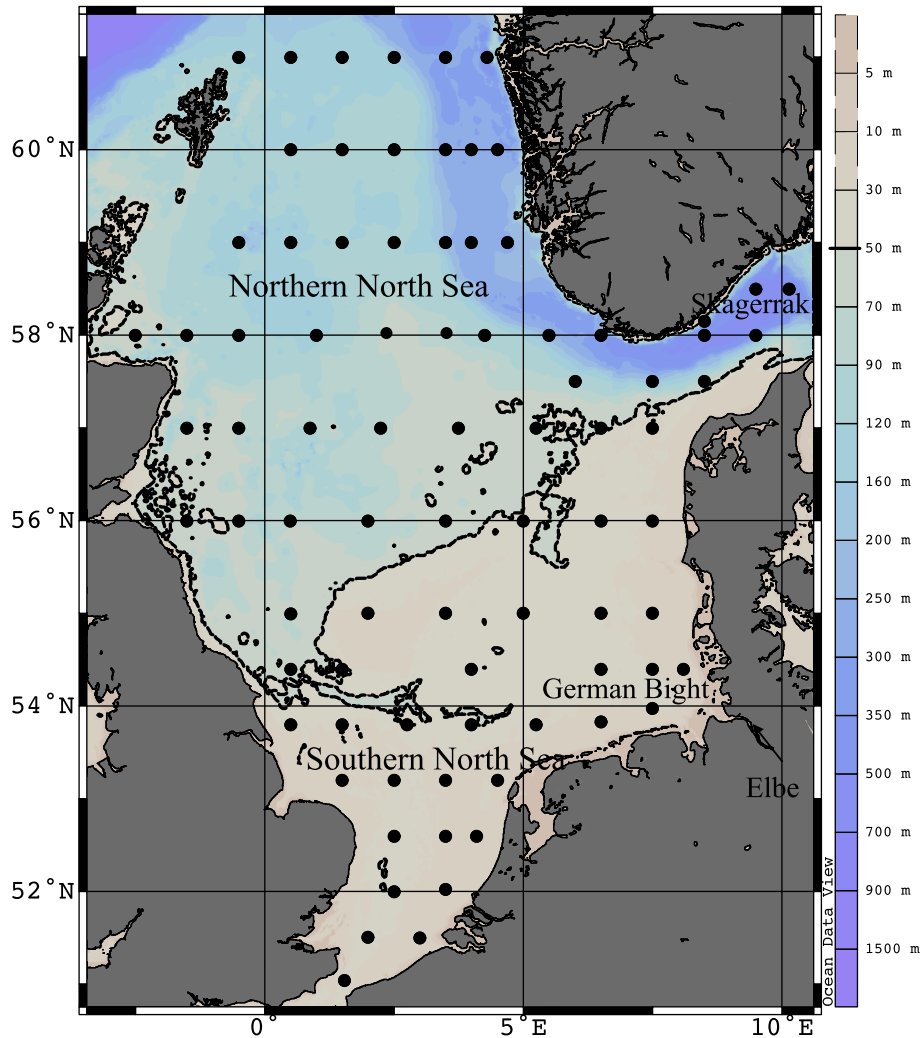 5 m
10 m
60°N
30 m
50 m
Northern North Sea
Skagerrak
70 m
58°N
90 m
120 m
160 m
56°N
200 m
250 m
300 m
German Bight
54°N
350 m
Southern North Sea
500 m
Elbe
700 m
52°N
900 m
1500 m
Ocean Data View
0°
5°E
10°E